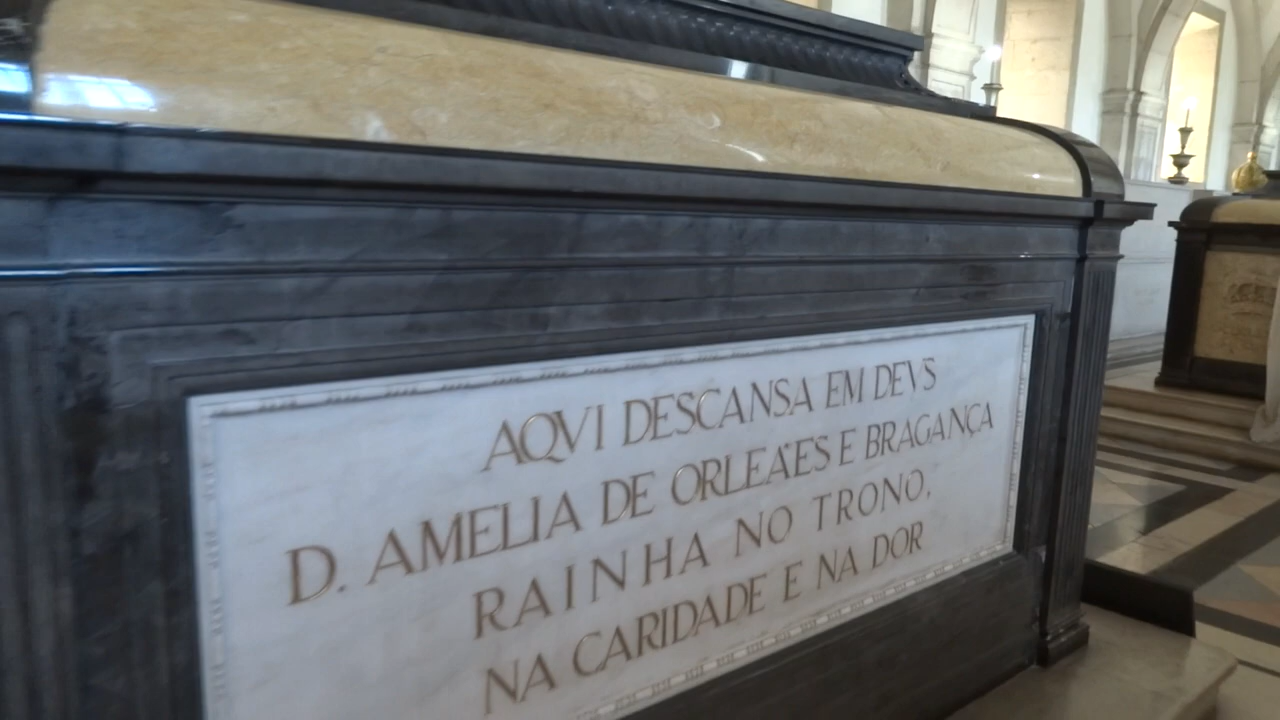 AQVI DESCANSA EM DEVS
D. AMELIA DE ORLEÃES E BRAGANÇA
RAINHA NO TRONO,
NA CARIDADE E NA DOR